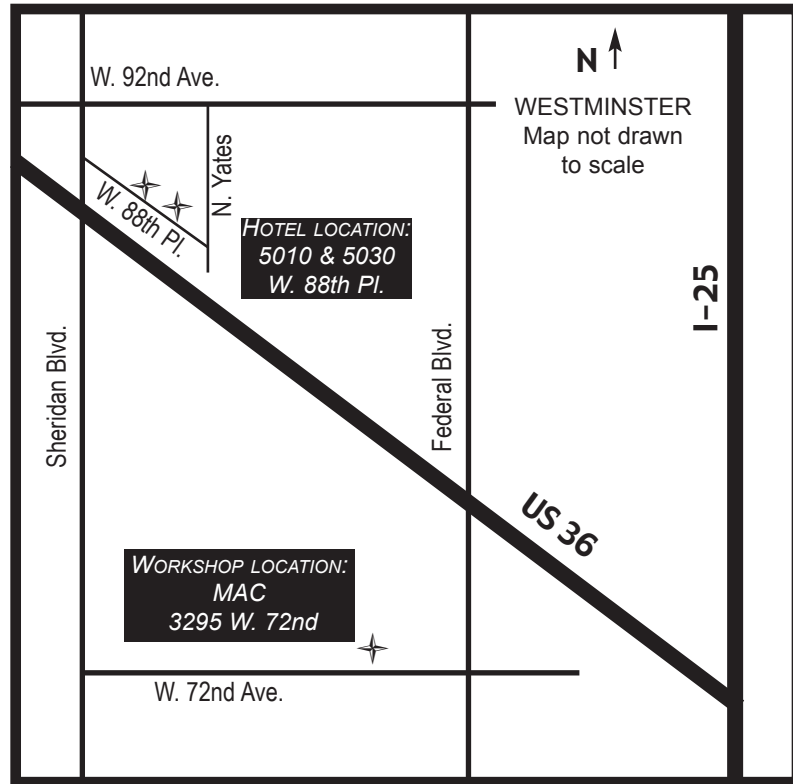 W. 92nd Ave.
N
WESTMINSTER
Map not drawn
to scale
N. Yates
W. 88th Pl.
HOTEL LOCATION:
5010 & 5030
W. 88th Pl.
I-25
Sheridan Blvd.
Federal Blvd.
US 36
WORKSHOP LOCATION:
MAC
3295 W. 72nd
W. 72nd Ave.